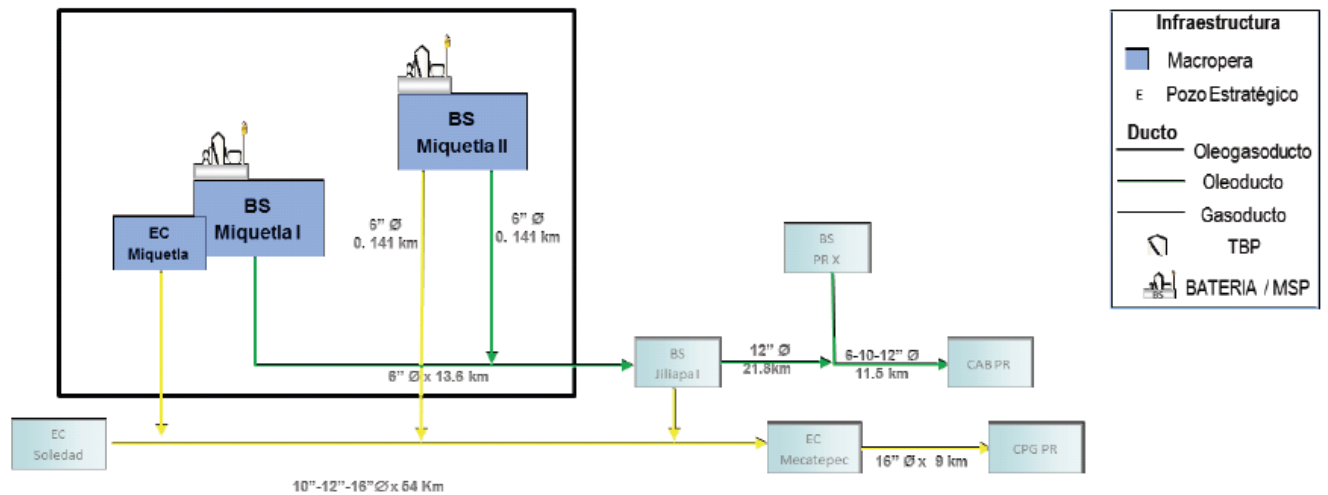 Infraestructura
Macropera
E Pozo Estratégico
Ducto
Oleogasoducto
Oleoducto
Gasoducto
TBP
BS
BATERIA / MSP
BS
Miquetla II
BS
Miquetla I
EC
Miquetla
6” Ø
0. 141 km
6” Ø
0. 141 km
BS
PR X
BS
Jiliapa I
12” Ø
21.8km
6-10-12” Ø
11.5 km
CAB PR
6” Ø x 13.6 km
EC
Soledad
EC
Mecatepec
16” Ø x 9 km
CPG PR
10”-12”-16”Ø x 54 Km